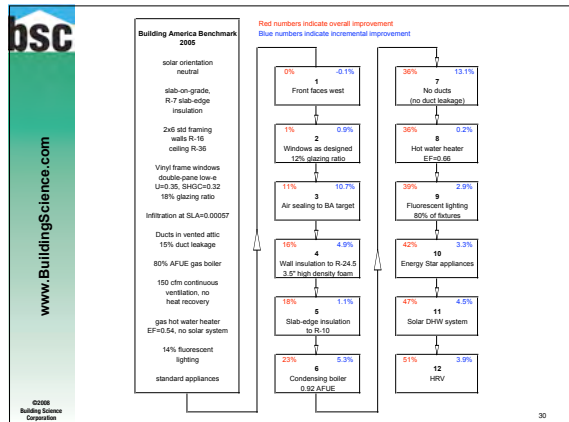 bsc
www.BuildingScience.com
©2008
Building Science
Corporation
Building America Benchmark
2005
solar orientation
neutral
slab-on-grade,
R-7 slab-edge
insulation
2x6 std framing
walls R-16
ceiling R-36
Vinyl frame windows
double-pane low-e
U=0.35, SHGC=0.32
18% glazing ratio
Infiltration at SLA=0.00057
Ducts in vented attic
15% duct leakage
80% AFUE gas boiler
150 cfm continuous
ventilation, no
heat recovery
gas hot water heater
EF=0.54, no solar system
14% fluorescent
lighting
standard appliances
Red numbers indicate overall improvement
Blue numbers indicate incremental improvement
0% -0.1%
1
Front faces west
1% 0.9%
2
Windows as designed
12% glazing ratio
11% 10.7%
3
Air sealing to BA target
16% 4.9%
4
Wall insulation to R-24.5
3.5" high density foam
18% 1.1%
5
Slab-edge insulation
to R-10
23% 5.3%
6
Condensing boiler
0.92 AFUE
36% 13.1%
7
No ducts
(no duct leakage)
36% 0.2%
8
Hot water heater
EF=0.66
39% 2.9%
9
Fluorescent lighting
80% of fixtures
42% 3.3%
10
Energy Star appliances
47% 4.5%
11
Solar DHW system
51% 3.9%
12
HRV
30